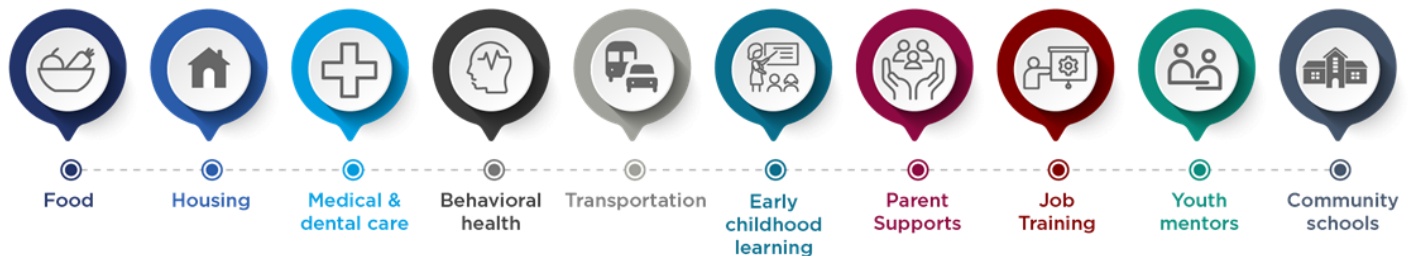 Food
Housing
Medical &
dental care
Behavioral
health
Transportation
Early
childhood
learning
Parent
Supports
Job
Training
Youth
mentors
Community
schools